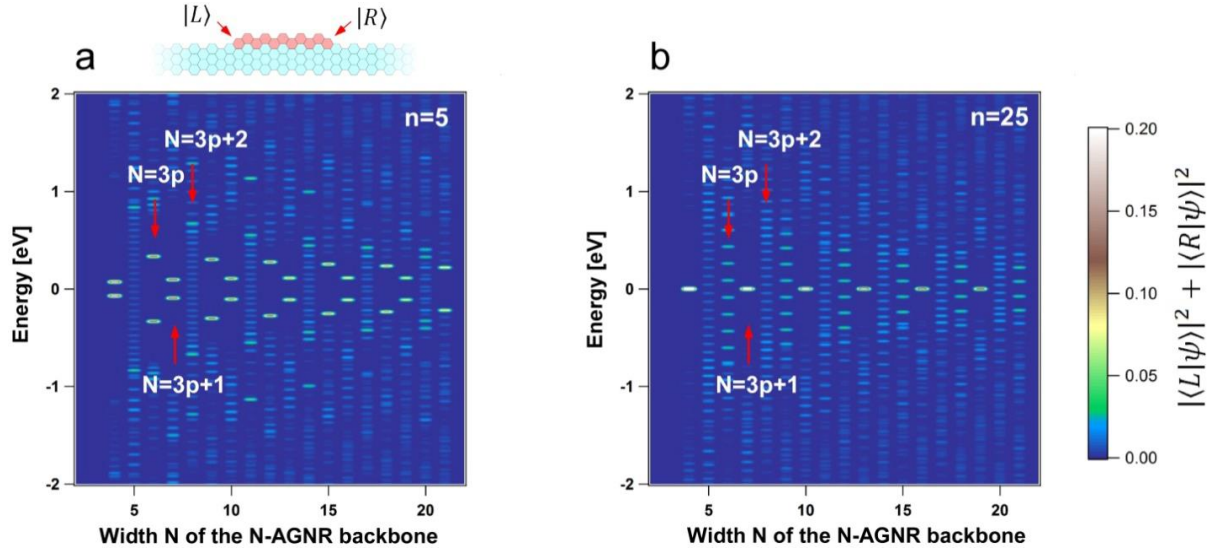 |L⟩
|R⟩
a
b
n=5
n=25
N=3p+2
N=3p
N=3p+1
N=3p+2
N=3p
N=3p+1
Energy [eV]
2
1
0
-1
-2
5
10
15
20
Width N of the N-AGNR backbone
Energy [eV]
2
1
0
-1
-2
5
10
15
20
Width N of the N-AGNR backbone
0.20
0.15
0.10
0.05
0.00
|⟨L|ψ⟩|² + |⟨R|ψ⟩|²